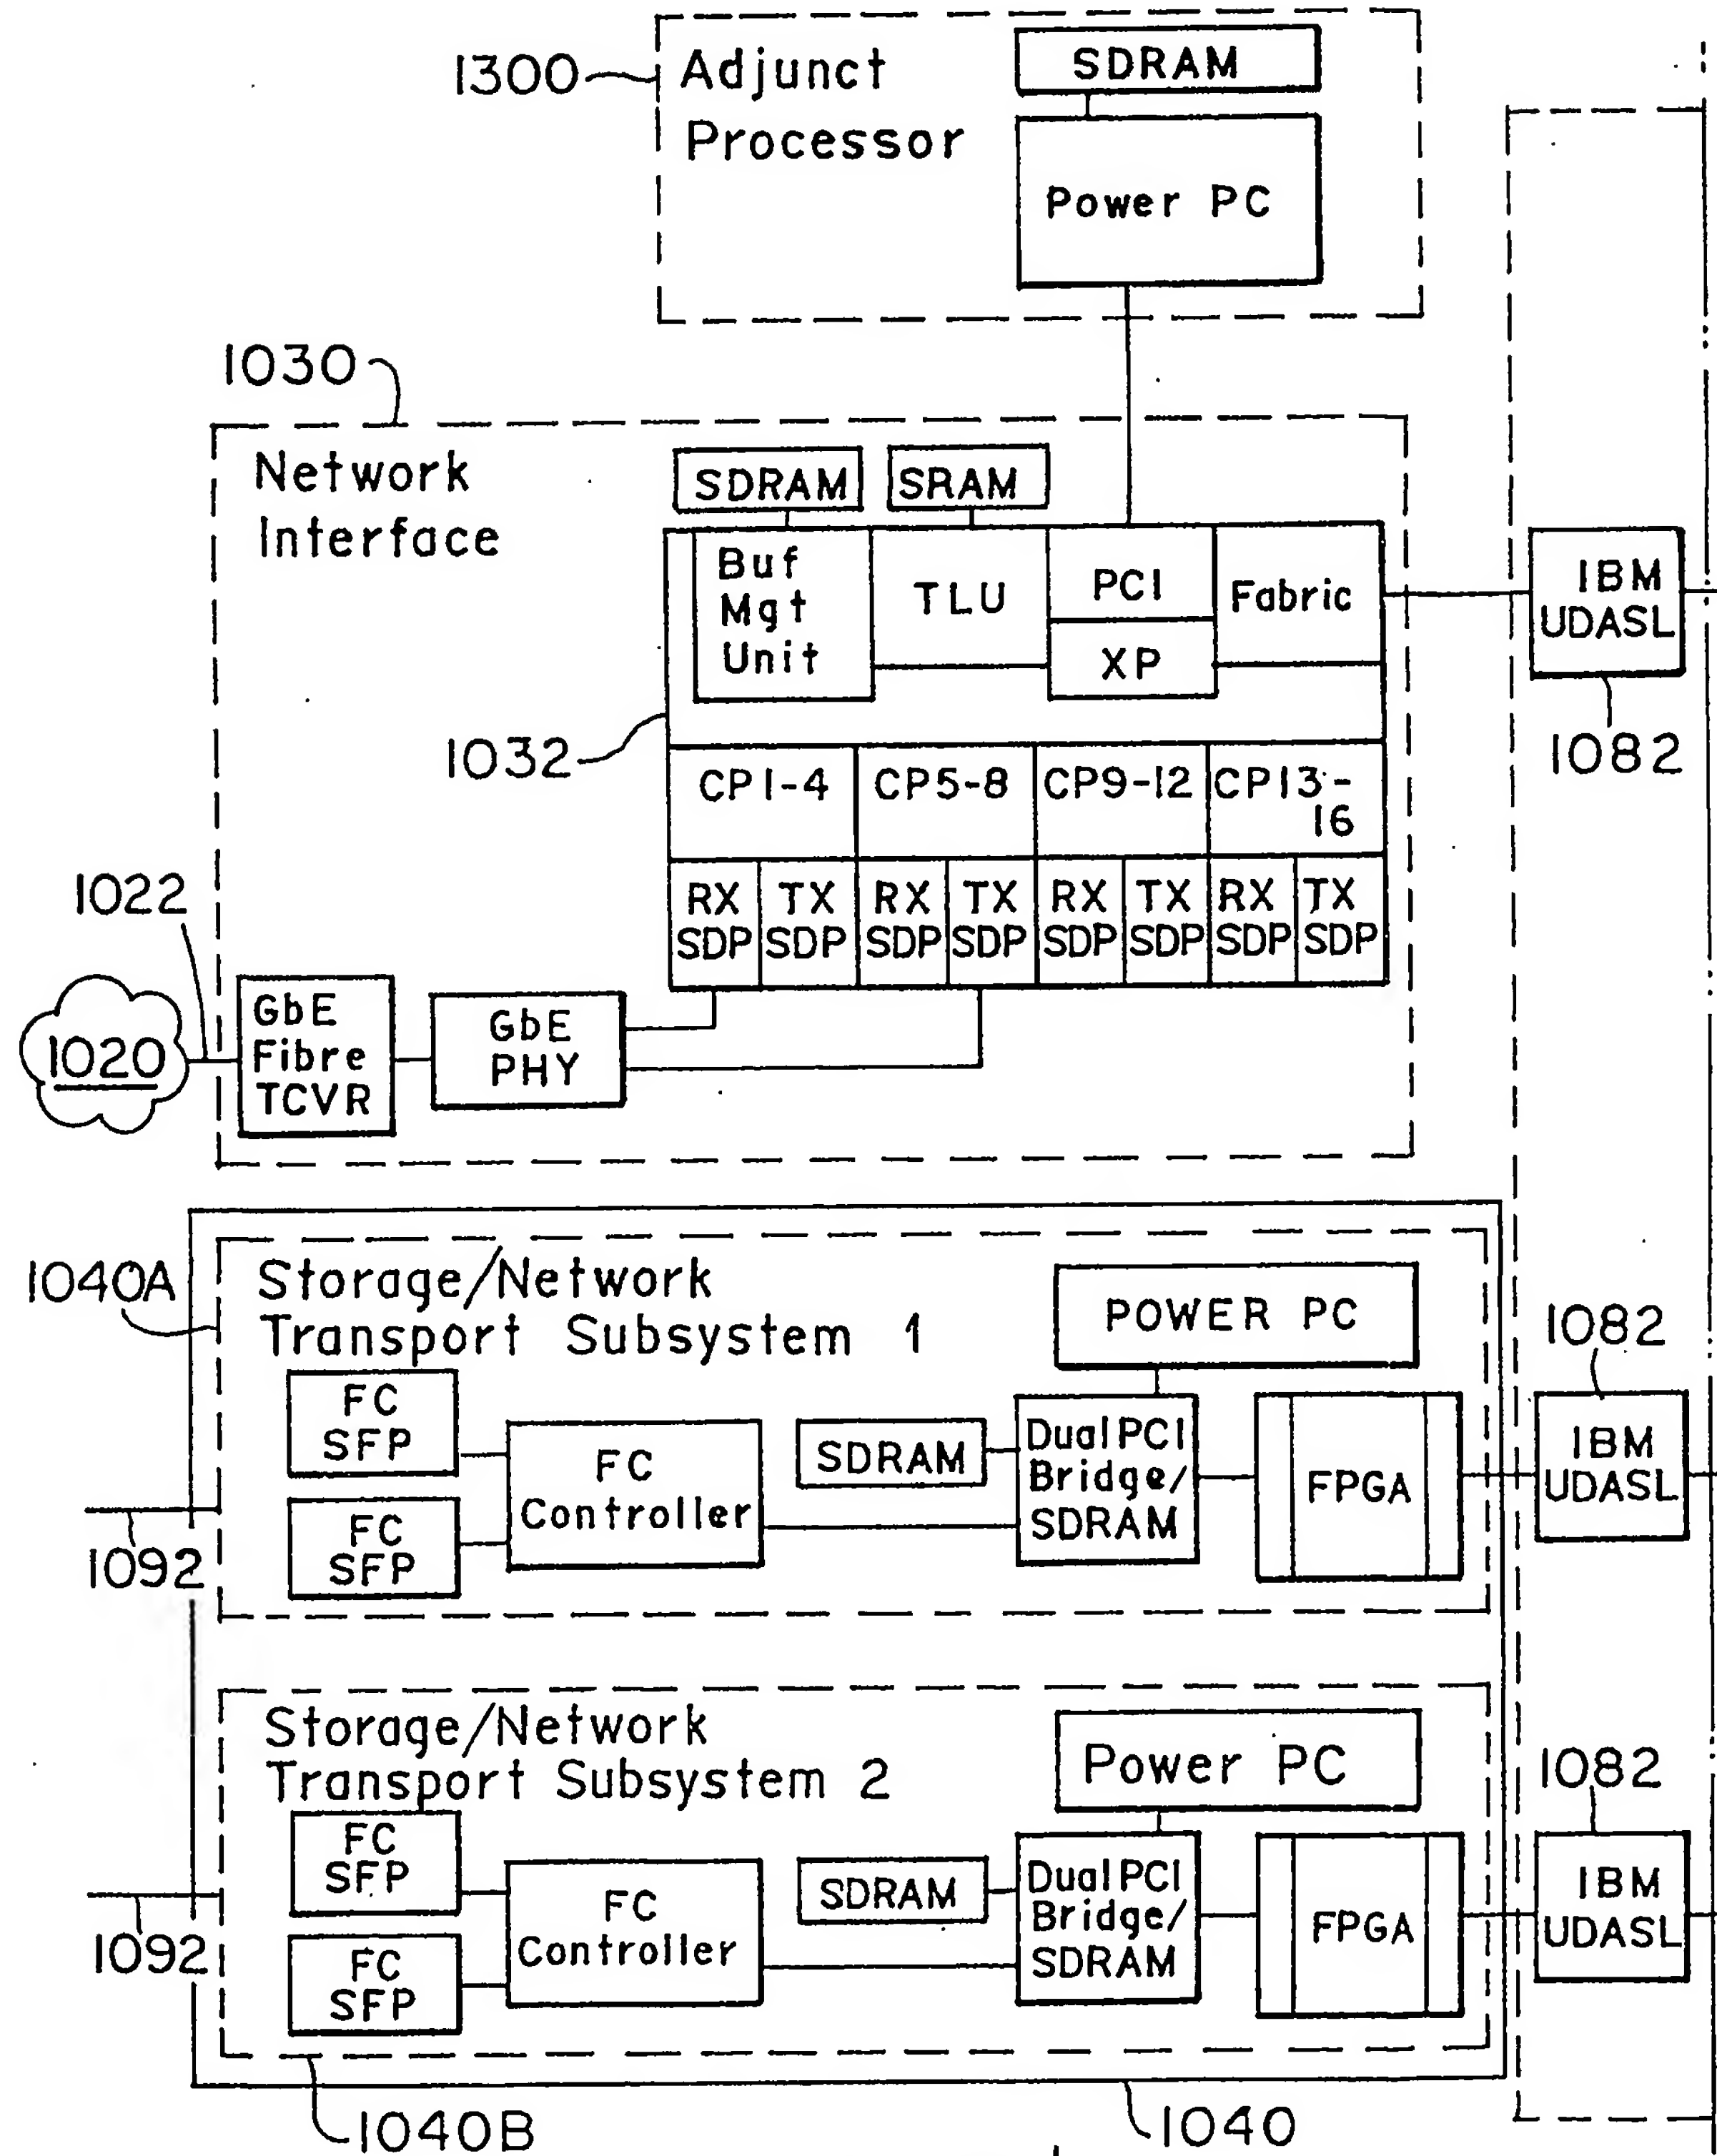 1300
Adjunct
Processor
SDRAM
Power PC
1030
Network
Interface
SDRAM
SRAM
Buf
Mgt
Unit
TLU
PCI
XP
Fabric
IBM
UDASL
1082
1032
CP1-4
CP5-8
CP9-12
CP13-
16
RX
SDP
TX
SDP
RX
SDP
TX
SDP
RX
SDP
TX
SDP
RX
SDP
TX
SDP
1022
1020
GbE
Fibre
TCVR
GbE
PHY
1040A
Storage/Network
Transport Subsystem 1
POWER PC
FC
SFP
FC
SFP
FC
Controller
SDRAM
Dual PCI
Bridge/
SDRAM
FPGA
1082
IBM
UDASL
1092
Storage/Network
Transport Subsystem 2
Power PC
FC
SFP
FC
SFP
FC
Controller
SDRAM
Dual PCI
Bridge/
SDRAM
FPGA
1082
IBM
UDASL
1092
1040B
1040